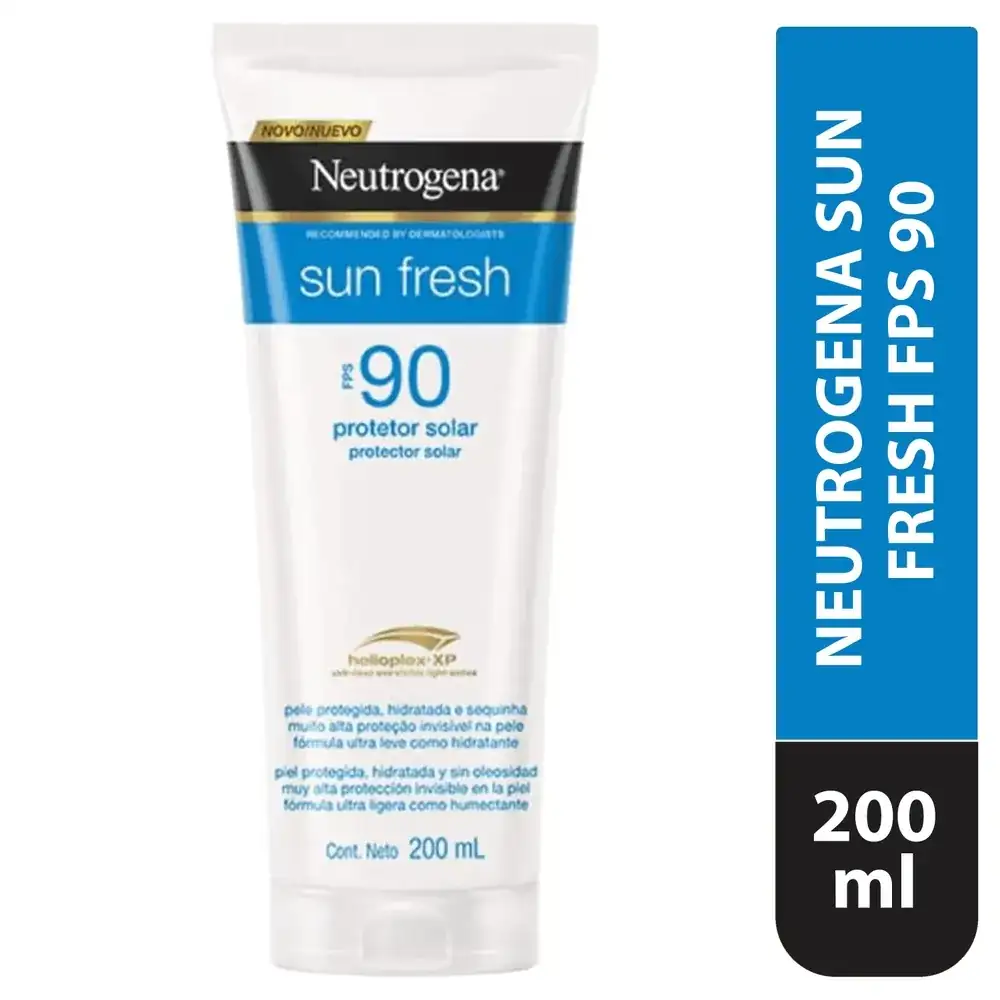 NOVO/NUEVO
Neutrogena®
RECOMMENDED BY DERMATOLOGISTS
sun fresh
FPS 90
protetor solar
protector solar
helioplex·XP
pele protegida, hidratada e sequinha
muito alta proteção invisível na pele
fórmula ultra leve como hidratante
piel protegida, hidratada y sin oleosidad
muy alta protección invisible en la piel
fórmula ultra ligera como humectante
Cont. Neto 200 mL
NEUTROGENA SUN
FRESH FPS 90
200
ml